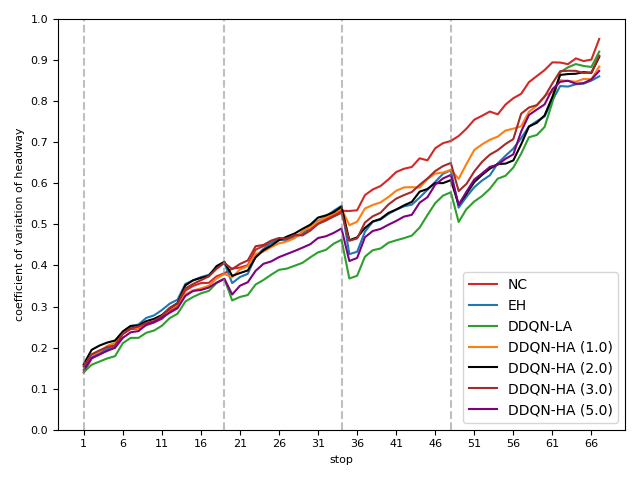 1.0
0.9
0.8
0.7
0.6
0.5
0.4
0.3
0.2
0.1
0.0
coefficient of variation of headway
NC
EH
DDQN-LA
DDQN-HA (1.0)
DDQN-HA (2.0)
DDQN-HA (3.0)
DDQN-HA (5.0)
1 6 11 16 21 26 31 36 41 46 51 56 61 66
stop